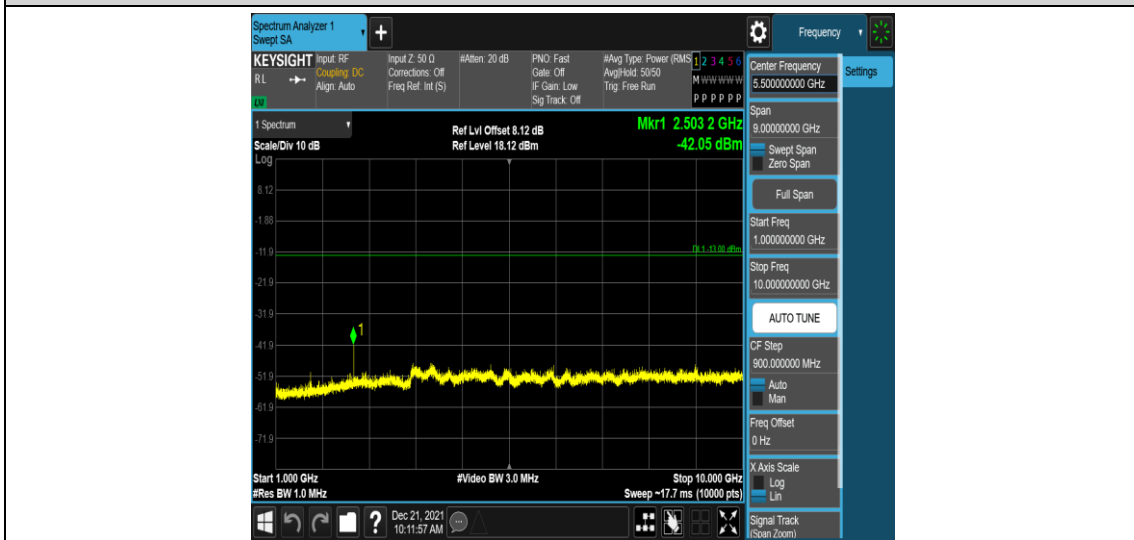 Spectrum Analyzer 1
Swept SA
+
Frequency
KEYSIGHT
RL
Input: RF
Coupling: DC
Align: Auto
Input Z: 50 Ω
Corrections: Off
Freq Ref: Int (S)
#Atten: 20 dB
PNO: Fast
Gate: Off
IF Gain: Low
Sig Track: Off
#Avg Type: Power (RMS
Avg|Hold: 50/50
Trig: Free Run
1 2 3 4 5 6
M W W W W W
P P P P P P
1 Spectrum
Scale/Div 10 dB
Log
Ref Lvl Offset 8.12 dB
Ref Level 18.12 dBm
Mkr1 2.503 2 GHz
-42.05 dBm
8.12
-1.88
-11.9
DL1 -13.00 dBm
-21.9
-31.9
1
-41.9
-51.9
-61.9
-71.9
Start 1.000 GHz
#Res BW 1.0 MHz
#Video BW 3.0 MHz
Stop 10.000 GHz
Sweep ~17.7 ms (10000 pts)
Center Frequency
5.500000000 GHz
Settings
Span
9.00000000 GHz
Swept Span
Zero Span
Full Span
Start Freq
1.000000000 GHz
Stop Freq
10.000000000 GHz
AUTO TUNE
CF Step
900.000000 MHz
Auto
Man
Freq Offset
0 Hz
X Axis Scale
Log
Lin
Signal Track
(Span Zoom)
?
Dec 21, 2021
10:11:57 AM